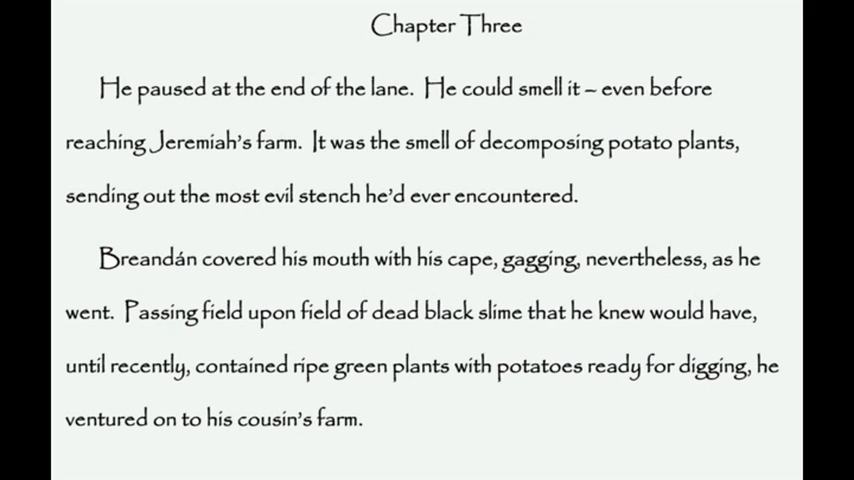 Chapter Three
He paused at the end of the lane. He could smell it – even before
reaching Jeremiah's farm. It was the smell of decomposing potato plants,
sending out the most evil stench he'd ever encountered.
Breandán covered his mouth with his cape, gagging, nevertheless, as he
went. Passing field upon field of dead black slime that he knew would have,
until recently, contained ripe green plants with potatoes ready for digging, he
ventured on to his cousin's farm.